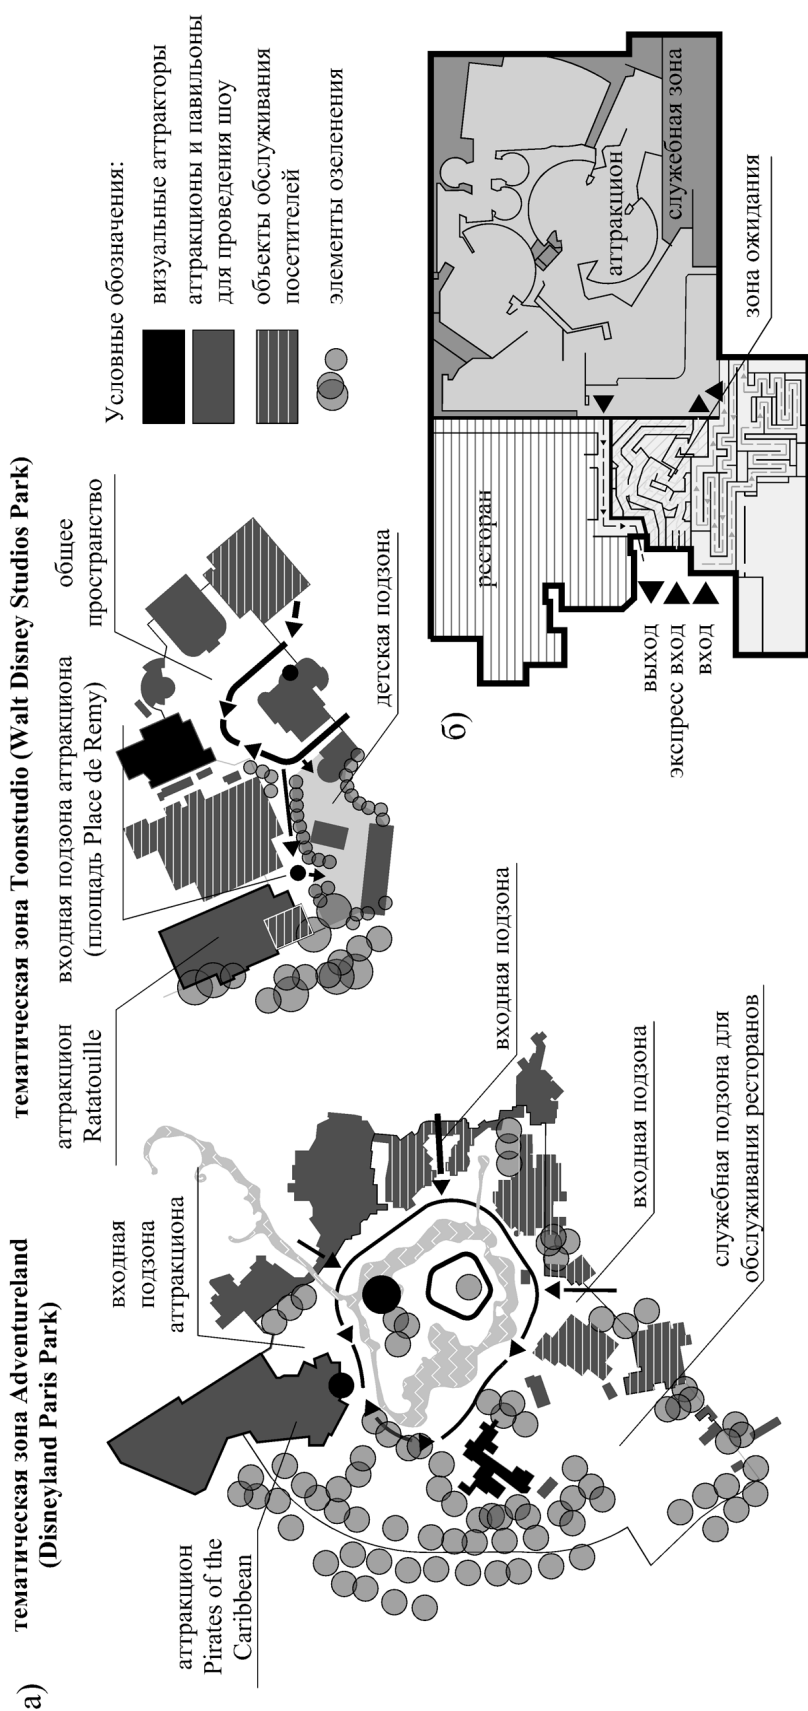 а)
тематическая зона Adventureland
(Disneyland Paris Park)
аттракцион
Pirates of the
Caribbean
входная
подзона
аттракциона
входная подзона
входная подзона
служебная подзона для
обслуживания ресторанов
тематическая зона Toonstudio (Walt Disney Studios Park)
аттракцион
Ratatouille
входная подзона аттракциона
(площадь Place de Remy)
общее
пространство
детская подзона
Условные обозначения:
визуальные аттракторы
аттракционы и павильоны
для проведения шоу
объекты обслуживания
посетителей
элементы озеленения
б)
выход
экспресс вход
вход
ресторан
аттракцион
служебная зона
зона ожидания